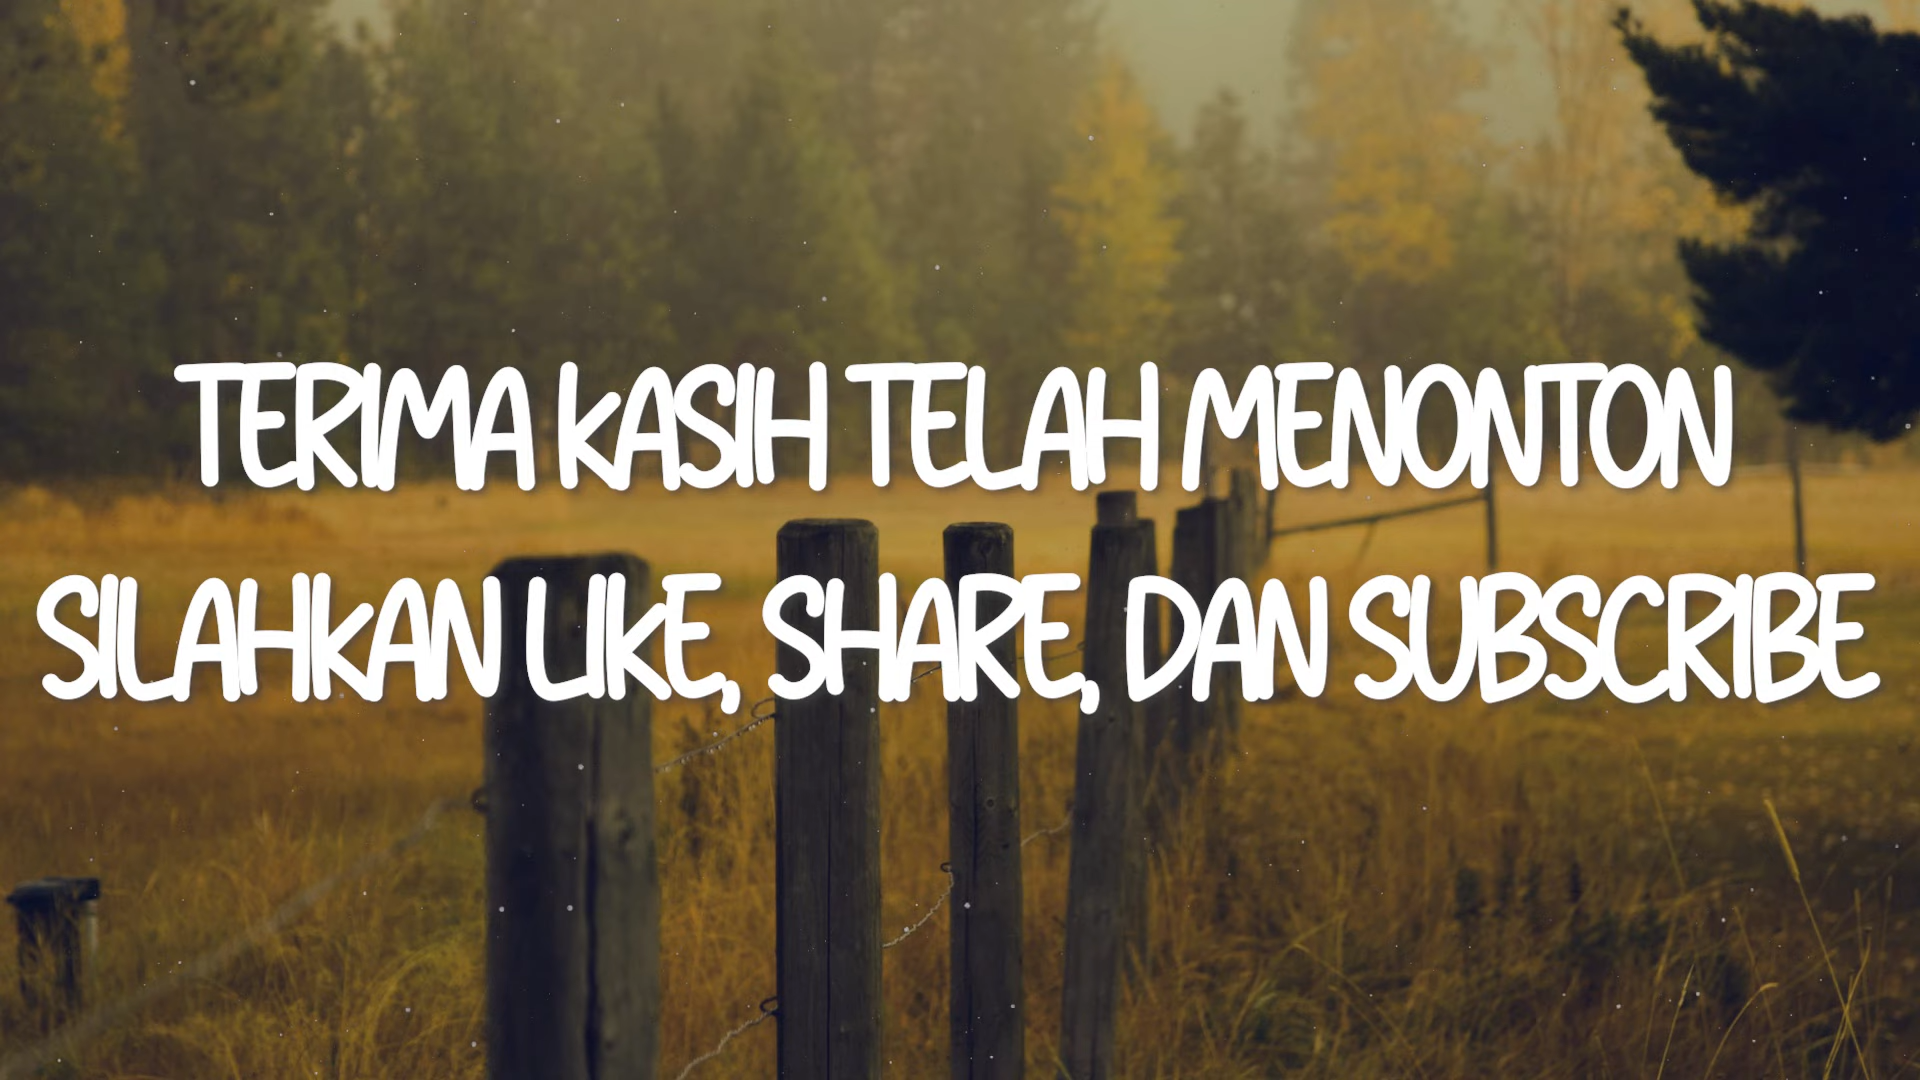 TERIMA KASIH TELAH MENONTON
SILAHKAN LIKE, SHARE, DAN SUBSCRIBE